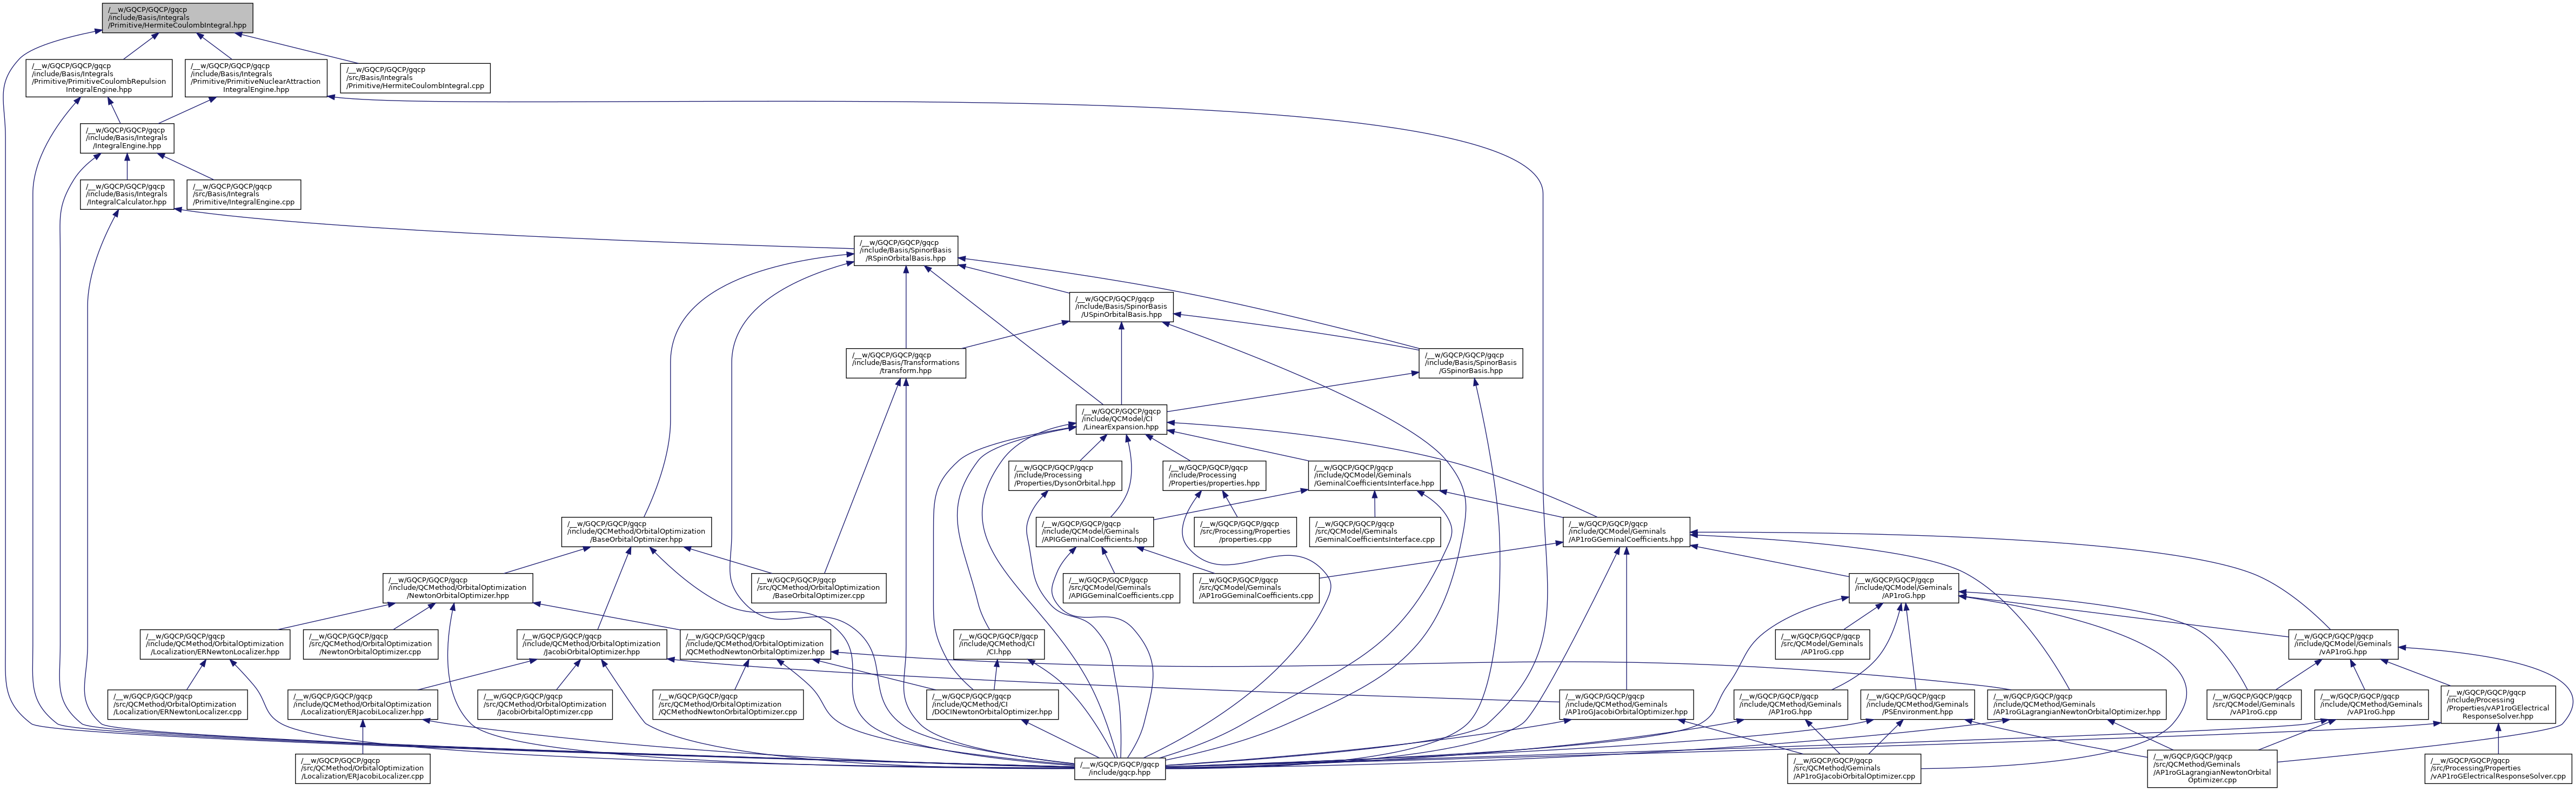 /__w/GQCP/GQCP/gqcp
/include/Basis/Integrals
/Primitive/HermiteCoulombIntegral.hpp
/__w/GQCP/GQCP/gqcp
/include/Basis/Integrals
/Primitive/PrimitiveCoulombRepulsion
IntegralEngine.hpp
/__w/GQCP/GQCP/gqcp
/include/Basis/Integrals
/Primitive/PrimitiveNuclearAttraction
IntegralEngine.hpp
/__w/GQCP/GQCP/gqcp
/src/Basis/Integrals
/Primitive/HermiteCoulombIntegral.cpp
/__w/GQCP/GQCP/gqcp
/include/Basis/Integrals
/IntegralEngine.hpp
/__w/GQCP/GQCP/gqcp
/include/Basis/Integrals
/IntegralCalculator.hpp
/__w/GQCP/GQCP/gqcp
/src/Basis/Integrals
/Primitive/IntegralEngine.cpp
/__w/GQCP/GQCP/gqcp
/include/Basis/SpinorBasis
/RSpinOrbitalBasis.hpp
/__w/GQCP/GQCP/gqcp
/include/Basis/SpinorBasis
/USpinOrbitalBasis.hpp
/__w/GQCP/GQCP/gqcp
/include/Basis/Transformations
/transform.hpp
/__w/GQCP/GQCP/gqcp
/include/Basis/SpinorBasis
/GSpinorBasis.hpp
/__w/GQCP/GQCP/gqcp
/include/QCModel/CI
/LinearExpansion.hpp
/__w/GQCP/GQCP/gqcp
/include/Processing
/Properties/DysonOrbital.hpp
/__w/GQCP/GQCP/gqcp
/include/Processing
/Properties/properties.hpp
/__w/GQCP/GQCP/gqcp
/include/QCModel/Geminals
/GeminalCoefficientsInterface.hpp
/__w/GQCP/GQCP/gqcp
/include/QCMethod/OrbitalOptimization
/BaseOrbitalOptimizer.hpp
/__w/GQCP/GQCP/gqcp
/include/QCModel/Geminals
/APIGGeminalCoefficients.hpp
/__w/GQCP/GQCP/gqcp
/src/Processing/Properties
/properties.cpp
/__w/GQCP/GQCP/gqcp
/src/QCModel/Geminals
/GeminalCoefficientsInterface.cpp
/__w/GQCP/GQCP/gqcp
/include/QCModel/Geminals
/AP1roGGeminalCoefficients.hpp
/__w/GQCP/GQCP/gqcp
/include/QCMethod/OrbitalOptimization
/NewtonOrbitalOptimizer.hpp
/__w/GQCP/GQCP/gqcp
/src/QCMethod/OrbitalOptimization
/BaseOrbitalOptimizer.cpp
/__w/GQCP/GQCP/gqcp
/src/QCModel/Geminals
/APIGGeminalCoefficients.cpp
/__w/GQCP/GQCP/gqcp
/src/QCModel/Geminals
/AP1roGGeminalCoefficients.cpp
/__w/GQCP/GQCP/gqcp
/include/QCModel/Geminals
/AP1roG.hpp
/__w/GQCP/GQCP/gqcp
/include/QCMethod/OrbitalOptimization
/Localization/ERNewtonLocalizer.hpp
/__w/GQCP/GQCP/gqcp
/src/QCMethod/OrbitalOptimization
/NewtonOrbitalOptimizer.cpp
/__w/GQCP/GQCP/gqcp
/include/QCMethod/OrbitalOptimization
/JacobiOrbitalOptimizer.hpp
/__w/GQCP/GQCP/gqcp
/include/QCMethod/OrbitalOptimization
/QCMethodNewtonOrbitalOptimizer.hpp
/__w/GQCP/GQCP/gqcp
/include/QCMethod/CI
/CI.hpp
/__w/GQCP/GQCP/gqcp
/src/QCModel/Geminals
/AP1roG.cpp
/__w/GQCP/GQCP/gqcp
/include/QCModel/Geminals
/vAP1roG.hpp
/__w/GQCP/GQCP/gqcp
/src/QCMethod/OrbitalOptimization
/Localization/ERNewtonLocalizer.cpp
/__w/GQCP/GQCP/gqcp
/include/QCMethod/OrbitalOptimization
/Localization/ERJacobiLocalizer.hpp
/__w/GQCP/GQCP/gqcp
/src/QCMethod/OrbitalOptimization
/JacobiOrbitalOptimizer.cpp
/__w/GQCP/GQCP/gqcp
/src/QCMethod/OrbitalOptimization
/QCMethodNewtonOrbitalOptimizer.cpp
/__w/GQCP/GQCP/gqcp
/include/QCMethod/CI
/DOCINewtonOrbitalOptimizer.hpp
/__w/GQCP/GQCP/gqcp
/include/QCMethod/Geminals
/AP1roGJacobiOrbitalOptimizer.hpp
/__w/GQCP/GQCP/gqcp
/include/QCMethod/Geminals
/AP1roG.hpp
/__w/GQCP/GQCP/gqcp
/include/QCMethod/Geminals
/PSEnvironment.hpp
/__w/GQCP/GQCP/gqcp
/include/QCMethod/Geminals
/AP1roGLagrangianNewtonOrbitalOptimizer.hpp
/__w/GQCP/GQCP/gqcp
/src/QCModel/Geminals
/vAP1roG.cpp
/__w/GQCP/GQCP/gqcp
/include/QCMethod/Geminals
/vAP1roG.hpp
/__w/GQCP/GQCP/gqcp
/include/Processing
/Properties/vAP1roGElectrical
ResponseSolver.hpp
/__w/GQCP/GQCP/gqcp
/src/QCMethod/OrbitalOptimization
/Localization/ERJacobiLocalizer.cpp
/__w/GQCP/GQCP/gqcp
/include/gqcp.hpp
/__w/GQCP/GQCP/gqcp
/src/QCMethod/Geminals
/AP1roGJacobiOrbitalOptimizer.cpp
/__w/GQCP/GQCP/gqcp
/src/QCMethod/Geminals
/AP1roGLagrangianNewtonOrbital
Optimizer.cpp
/__w/GQCP/GQCP/gqcp
/src/Processing/Properties
/vAP1roGElectricalResponseSolver.cpp